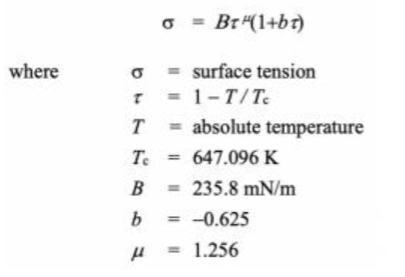 σ = Bτ^μ(1+bτ)
where σ = surface tension
τ = 1 – T/Tc
T = absolute temperature
Tc = 647.096 K
B = 235.8 mN/m
b = –0.625
μ = 1.256